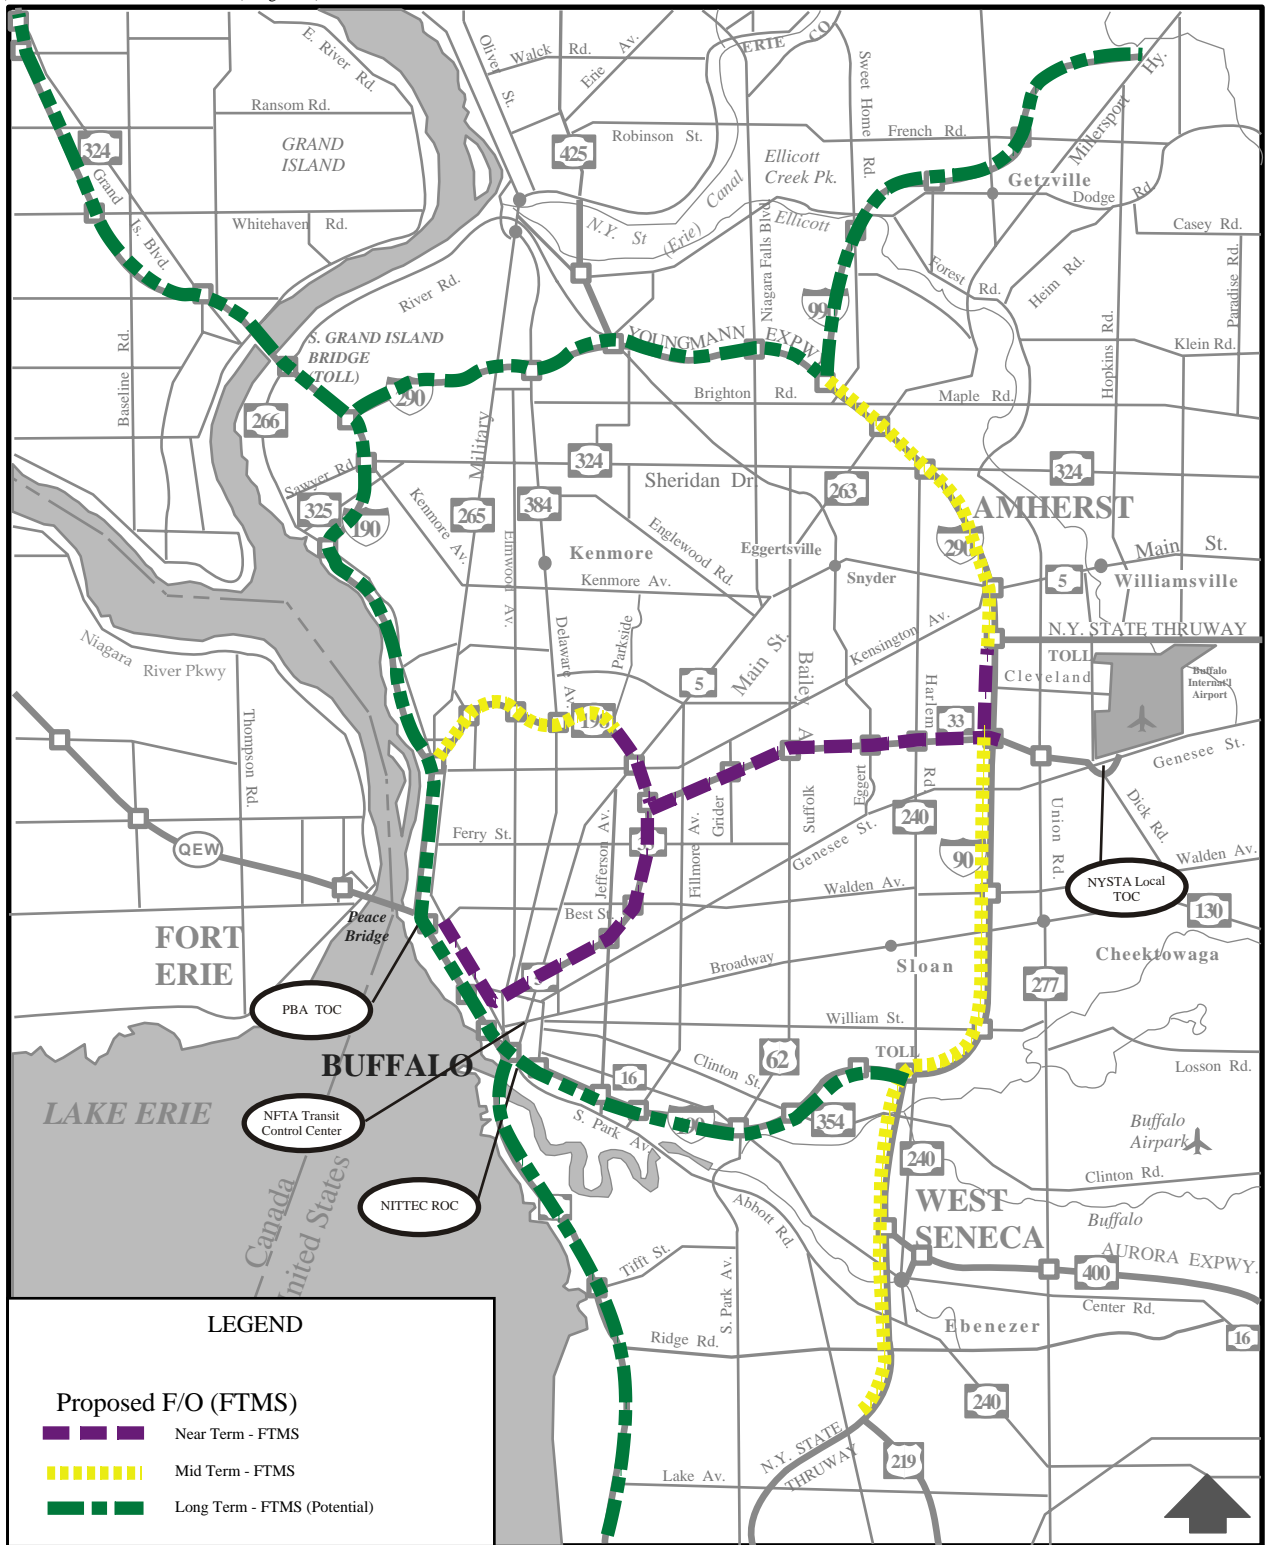 E. River Rd.
Oliver St.
Walck Rd.
Erie Av.
ERIE CO
Sweet Home Rd.
Millersport Hy.
Ransom Rd.
GRAND
ISLAND
324
425
Robinson St.
French Rd.
Ellicott
Creek Pk.
Getzville
Dodge Rd.
Grand Is. Blvd.
Whitehaven Rd.
N.Y. St (Erie) Canal
Niagara Falls Blvd
Ellicott
Casey Rd.
Forest Rd.
Heim Rd.
Paradise Rd.
River Rd.
990
Baseline Rd.
S. GRAND ISLAND
BRIDGE
(TOLL)
YOUNGMANN EXPW
Hopkins Rd.
Klein Rd.
290
Brighton Rd.
Maple Rd.
266
Military
324
Sheridan Dr.
263
324
Sawyer Rd.
325
190
Kenmore Av.
265
384
Elmwood Av.
Englewood Rd.
Kenmore
Eggertsville
AMHERST
290
Main St.
Kenmore Av.
Snyder
5
Williamsville
Niagara
River Pkwy
Delaware Av.
Parkside
Main St.
Kensington Av.
N.Y. STATE THRUWAY
TOLL
Cleveland
Buffalo
Internat'l
Airport
5
Bailey A
Harlem Rd
33
198
Thompson Rd.
Genesee St.
Grider
Suffolk
Eggert
Union Rd.
Dick Rd.
QEW
Ferry St.
Jefferson Av.
33
Fillmore Av.
Genesee St.
240
90
Walden Av.
Walden Av.
NYSTA Local
TOC
130
Peace
Bridge
Best St.
FORT
ERIE
Broadway
Sloan
Cheektowaga
277
PBA TOC
William St.
BUFFALO
62
TOLL
Losson Rd.
LAKE ERIE
NFTA Transit
Control Center
16
Clinton St.
S. Park Av.
190
354
Buffalo
Airpark
240
Clinton Rd.
Canada
United States
NITTEC ROC
Abbott Rd.
WEST
SENECA
Buffalo
AURORA EXPWY.
Tifft St.
S. Park Av.
400
Center Rd.
Ebenezer
16
Ridge Rd.
240
N.Y. STATE
THRUWAY
219
Lake Av.
LEGEND
Proposed F/O (FTMS)
Near Term - FTMS
Mid Term - FTMS
Long Term - FTMS (Potential)